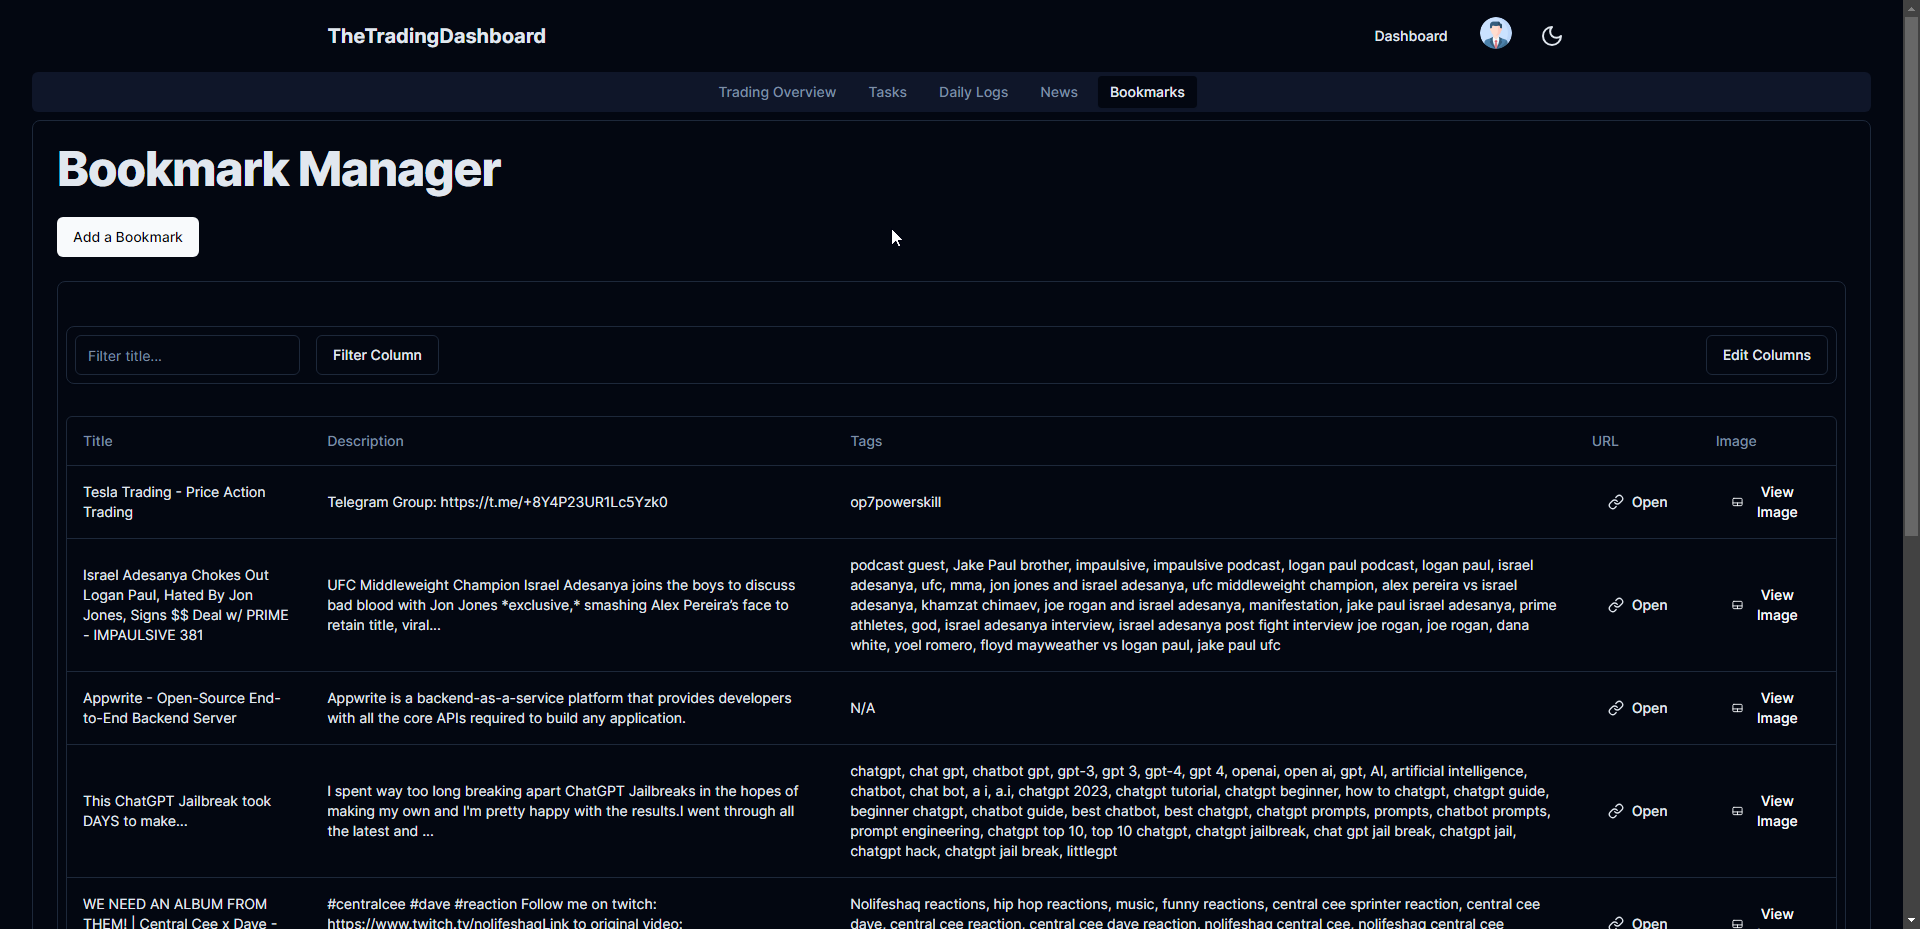 TheTradingDashboard
Dashboard
Trading Overview
Tasks
Daily Logs
News
Bookmarks
Bookmark Manager
Add a Bookmark
Filter title...
Filter Column
Edit Columns
Title
Description
Tags
URL
Image
Tesla Trading - Price Action
Trading
Telegram Group: https://t.me/+8Y4P23UR1Lc5Yzk0
op7powerskill
Open
View
Image
Israel Adesanya Chokes Out
Logan Paul, Hated By Jon
Jones, Signs $$ Deal w/ PRIME
- IMPAULSIVE 381
UFC Middleweight Champion Israel Adesanya joins the boys to discuss
bad blood with Jon Jones *exclusive,* smashing Alex Pereira’s face to
retain title, viral...
podcast guest, Jake Paul brother, impaulsive, impaulsive podcast, logan paul podcast, logan paul, israel
adesanya, ufc, mma, jon jones and israel adesanya, ufc middleweight champion, alex pereira vs israel
adesanya, khamzat chimaev, joe rogan and israel adesanya, manifestation, jake paul israel adesanya, prime
athletes, god, israel adesanya interview, israel adesanya post fight interview joe rogan, joe rogan, dana
white, yoel romero, floyd mayweather vs logan paul, jake paul ufc
Open
View
Image
Appwrite - Open-Source End-
to-End Backend Server
Appwrite is a backend-as-a-service platform that provides developers
with all the core APIs required to build any application.
N/A
Open
View
Image
This ChatGPT Jailbreak took
DAYS to make...
I spent way too long breaking apart ChatGPT Jailbreaks in the hopes of
making my own and I'm pretty happy with the results.I went through all
the latest and ...
chatgpt, chat gpt, chatbot gpt, gpt-3, gpt 3, gpt-4, gpt 4, openai, open ai, gpt, AI, artificial intelligence,
chatbot, chat bot, a i, a.i, chatgpt 2023, chatgpt tutorial, chatgpt beginner, how to chatgpt, chatgpt guide,
beginner chatgpt, chatbot guide, best chatbot, best chatgpt, chatgpt prompts, prompts, chatbot prompts,
prompt engineering, chatgpt top 10, top 10 chatgpt, chatgpt jailbreak, chat gpt jail break, chatgpt jail,
chatgpt hack, chatgpt jail break, littlegpt
Open
View
Image
WE NEED AN ALBUM FROM
THEM! | Central Cee x Dave -
#centralcee #dave #reaction Follow me on twitch:
https://www.twitch.tv/nolifeshaqLink to original video:
Nolifeshaq reactions, hip hop reactions, music, funny reactions, central cee sprinter reaction, central cee
dave, central cee reaction, central cee dave reaction, nolifeshaq central cee, nolifeshaq central cee
Open
View